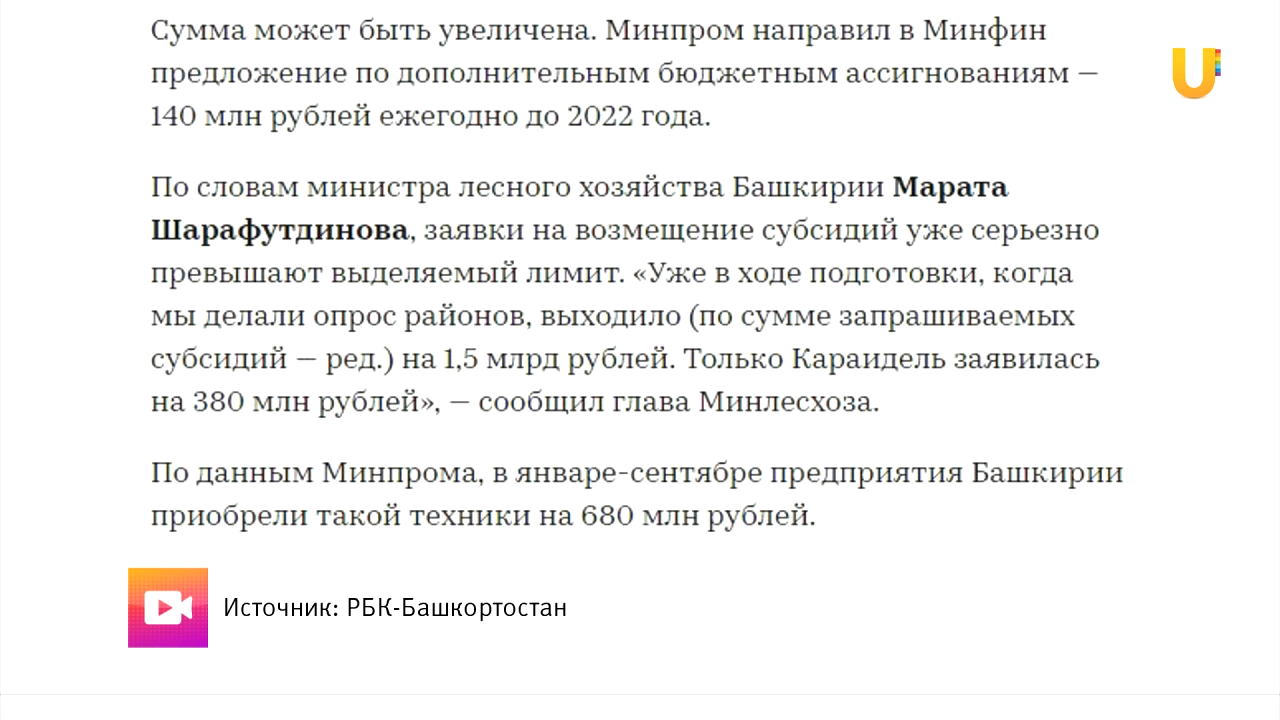 Сумма может быть увеличена. Минпром направил в Минфин
предложение по дополнительным бюджетным ассигнованиям —
140 млн рублей ежегодно до 2022 года.
По словам министра лесного хозяйства Башкирии Марата
Шарафутдинова, заявки на возмещение субсидий уже серьезно
превышают выделяемый лимит. «Уже в ходе подготовки, когда
мы делали опрос районов, выходило (по сумме запрашиваемых
субсидий — ред.) на 1,5 млрд рублей. Только Караидель заявилась
на 380 млн рублей», — сообщил глава Минлесхоза.
По данным Минпрома, в январе-сентябре предприятия Башкирии
приобрели такой техники на 680 млн рублей.
Источник: РБК-Башкортостан
U